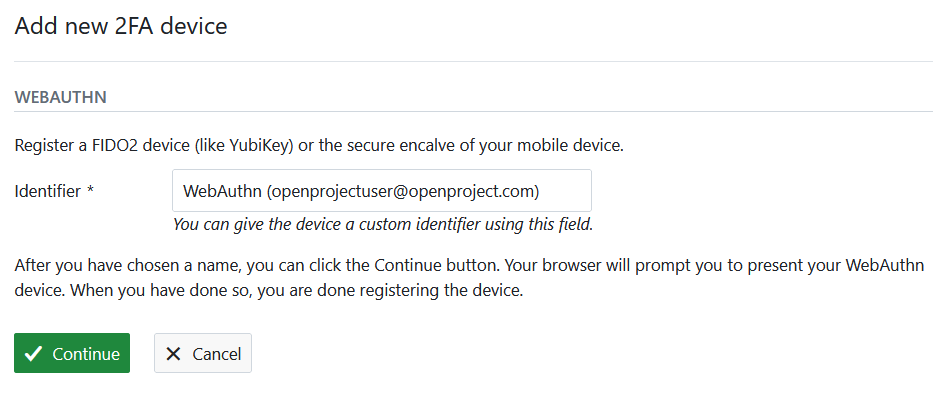 Add new 2FA device
WEBAUTHN
Register a FIDO2 device (like YubiKey) or the secure encalve of your mobile device.
Identifier *
WebAuthn (openprojectuser@openproject.com)
You can give the device a custom identifier using this field.
After you have chosen a name, you can click the Continue button. Your browser will prompt you to present your WebAuthn
device. When you have done so, you are done registering the device.
Continue
Cancel